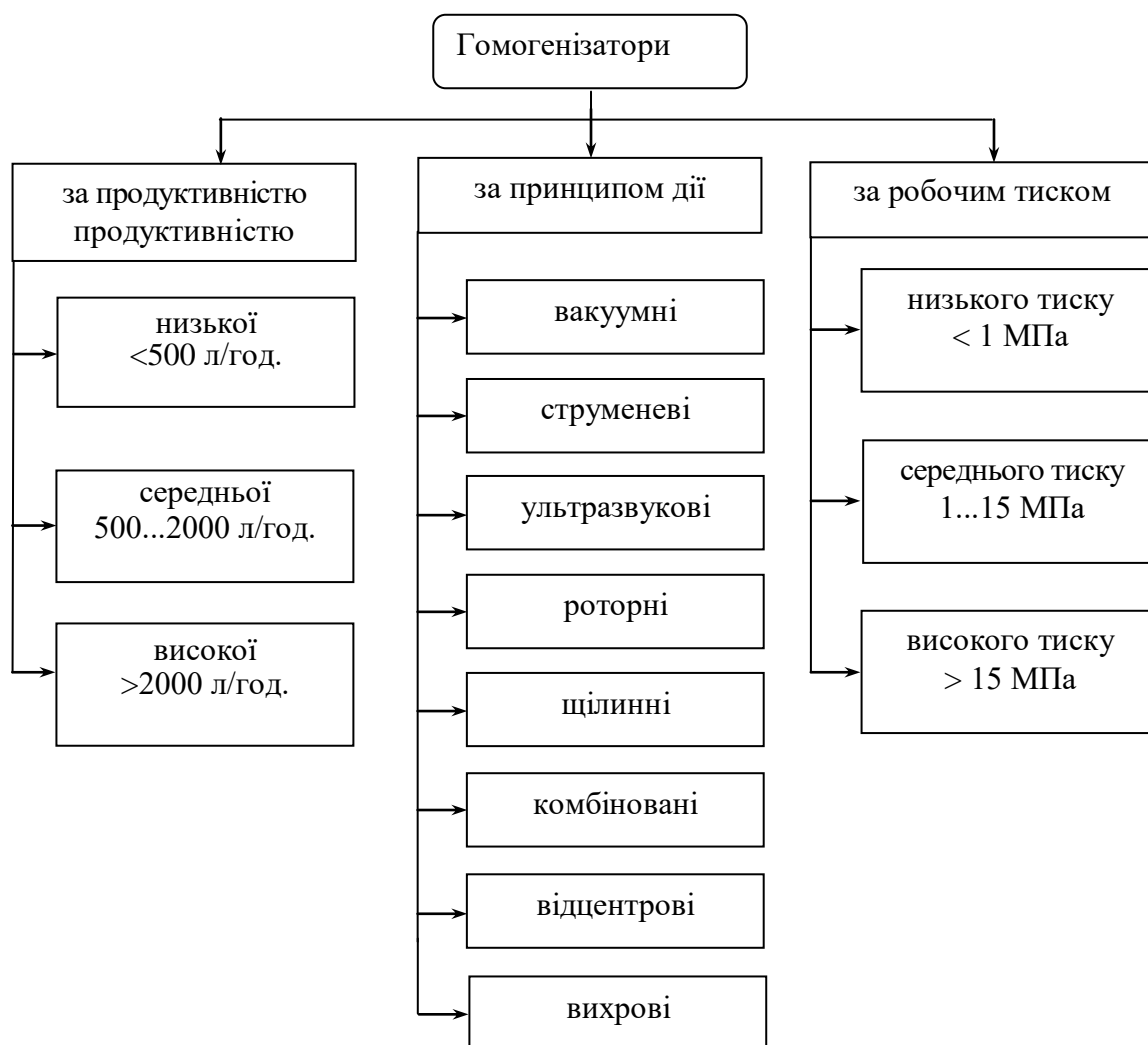 Гомогенізатори
за продуктивністю
продуктивністю
низької
<500 л/год.
середньої
500...2000 л/год.
високої
>2000 л/год.
за принципом дії
вакуумні
струменеві
ультразвукові
роторні
щілинні
комбіновані
відцентрові
вихрові
за робочим тиском
низького тиску
< 1 МПа
середнього тиску
1...15 МПа
високого тиску
> 15 МПа